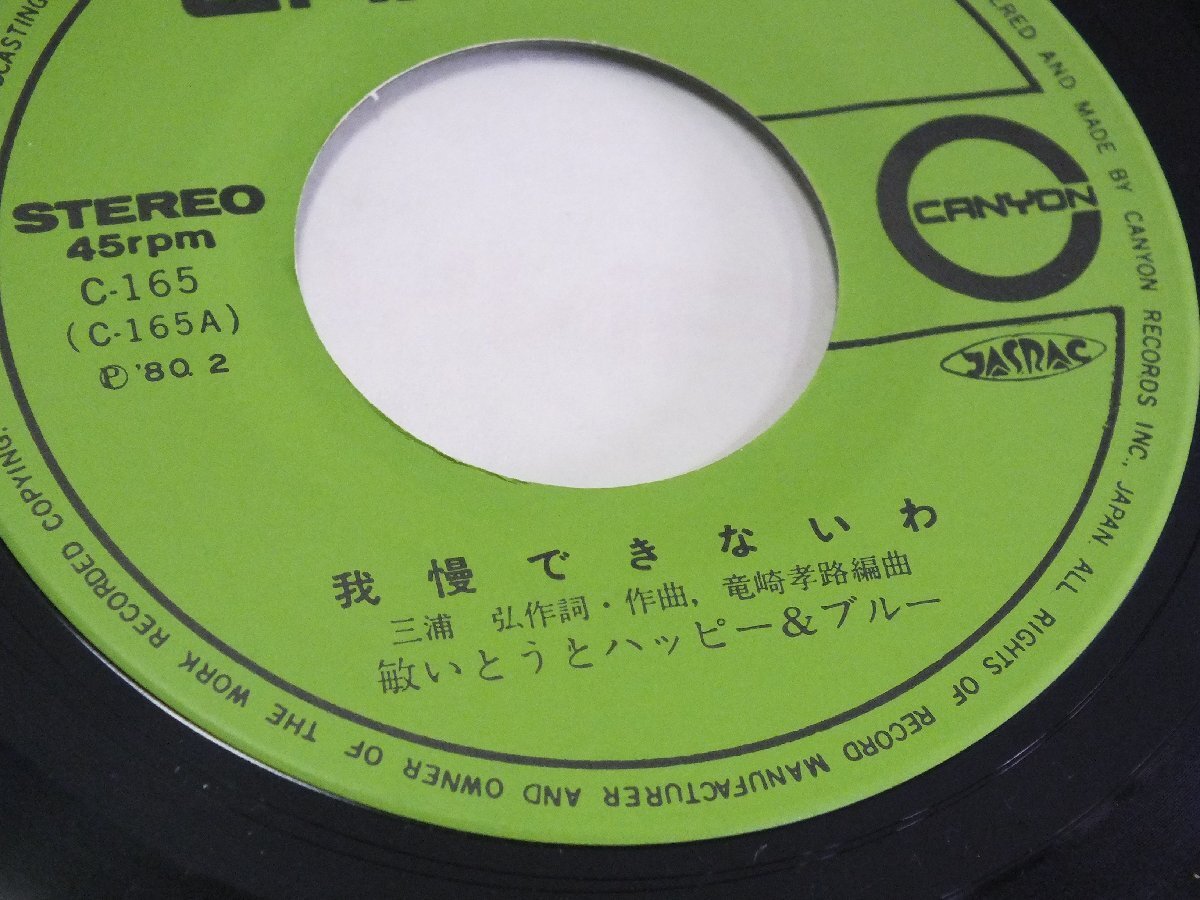 STEREO
45rpm
C-165
(C-165A)
Ⓟ '80. 2
CANYON
JASRAC
我慢できないわ
三浦 弘作詞・作曲, 竜崎孝路編曲
敏いとうとハッピー&ブルー
AND MADE BY CANYON RECORDS INC., JAPAN. ALL RIGHTS OF RECORD MANUFACTURER AND OWNER OF THE WORK RECORDED COPYING,